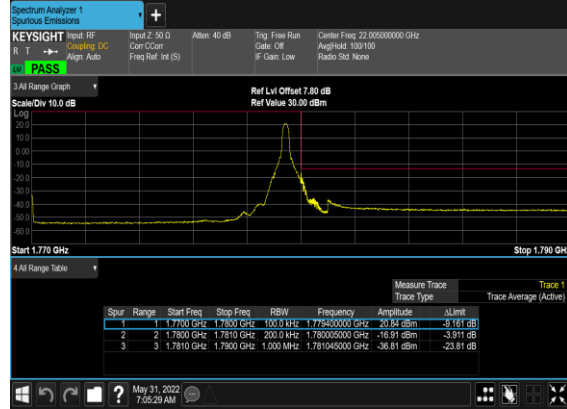 Spectrum Analyzer 1
Spurious Emissions
KEYSIGHT
R T
PASS
Input: RF
Coupling: DC
Align: Auto
Input Z: 50 Ω
Corr CCorr
Freq Ref: Int (S)
Atten: 40 dB
Trig: Free Run
Gate: Off
IF Gain: Low
Center Freq: 22.005000000 GHz
Avg|Hold: 100/100
Radio Std: None
3 All Range Graph
Scale/Div 10.0 dB
Ref Lvl Offset 7.80 dB
Ref Value 30.00 dBm
Log
20.0
10.0
0.00
-10.0
-20.0
-30.0
-40.0
-50.0
-60.0
Start 1.770 GHz
Stop 1.790 GHz
4 All Range Table
Measure Trace Trace 1
Trace Type Trace Average (Active)
Spur Range Start Freq Stop Freq RBW Frequency Amplitude ΔLimit
1 1 1.7700 GHz 1.7800 GHz 100.0 kHz 1.779400000 GHz 20.84 dBm -9.161 dB
2 2 1.7800 GHz 1.7810 GHz 200.0 kHz 1.780005000 GHz -16.91 dBm -3.911 dB
3 3 1.7810 GHz 1.7900 GHz 1.000 MHz 1.781045000 GHz -36.81 dBm -23.81 dB
?
May 31, 2022
7:05:29 AM